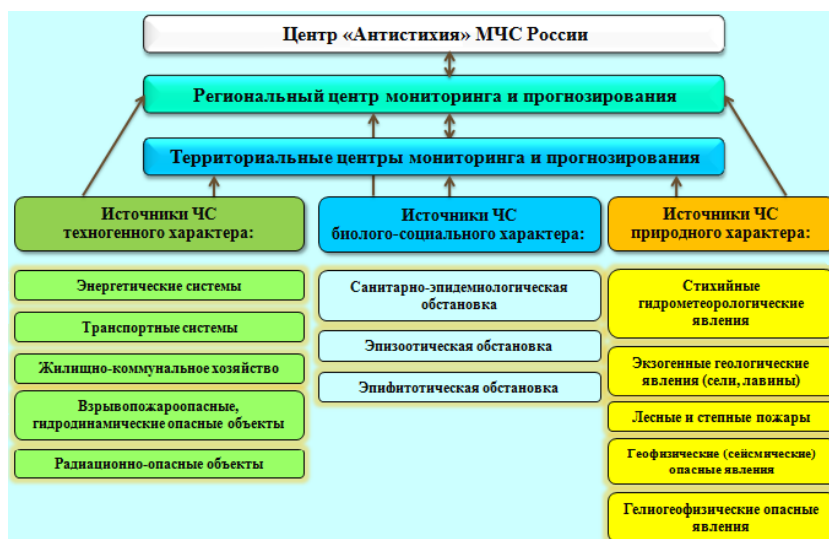 Центр «Антистихия» МЧС России
Региональный центр мониторинга и прогнозирования
Территориальные центры мониторинга и прогнозирования
Источники ЧС
техногенного характера:
Энергетические системы
Транспортные системы
Жилищно-коммунальное хозяйство
Взрывопожароопасные,
гидродинамические опасные объекты
Радиационно-опасные объекты
Источники ЧС
биолого-социального характера:
Санитарно-эпидемиологическая
обстановка
Эпизоотическая обстановка
Эпифитотическая обстановка
Источники ЧС
природного характера:
Стихийные
гидрометеорологические
явления
Экзогенные геологические
явления (сели, лавины)
Лесные и степные пожары
Геофизические (сейсмические)
опасные явления
Гелиогеофизические опасные
явления